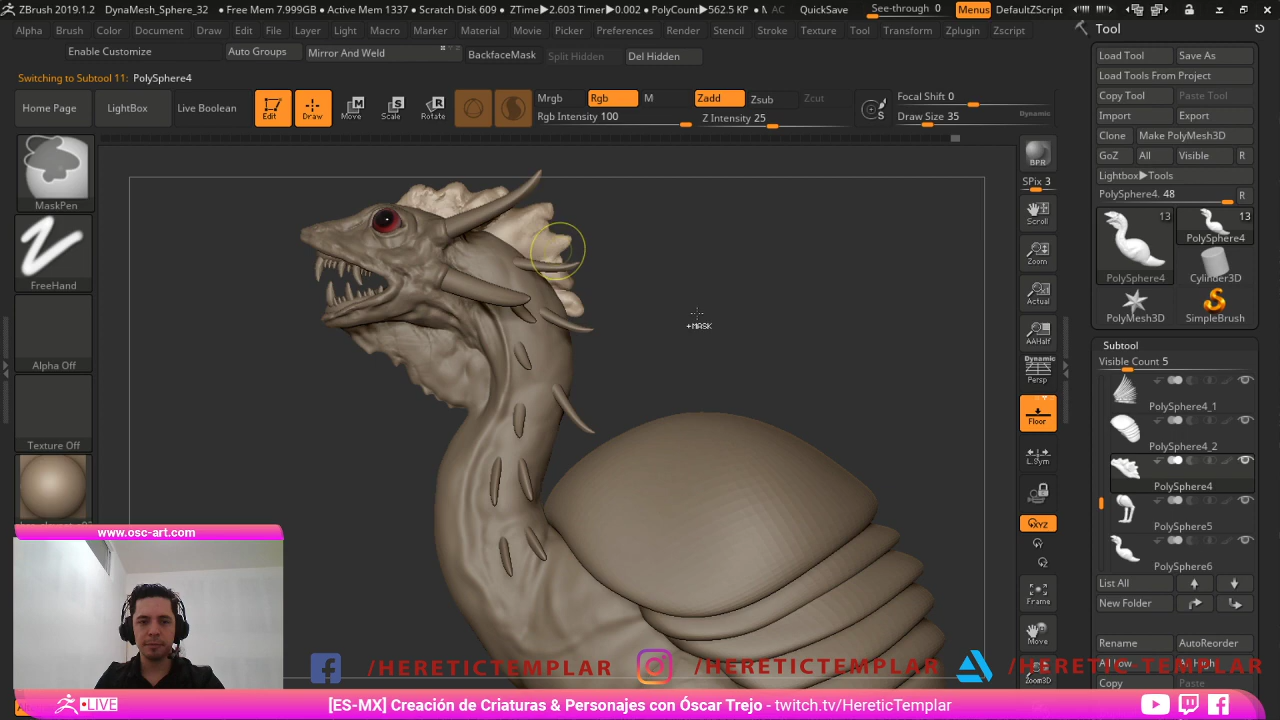 ZBrush 2019.1.2 DynaMesh_Sphere_32 • Free Memory 7.999GB • Active Mem 1337 • Scratch Disk 609 • ZTime▶2.603 Timer▶0.002 • PolyCount▶562.5 KP • M AC QuickSave See-through 0 Menus DefaultZScript
Alpha Brush Color Document Draw Edit File Layer Light Macro Marker Material Movie Picker Preferences Render Stencil Stroke Texture Tool Transform Zplugin Zscript
Enable Customize Auto Groups Mirror And Weld BackfaceMask Split Hidden Del Hidden
Switching to Subtool 11: PolySphere4
Home Page LightBox Live Boolean Edit Draw Move Scale Rotate
Mrgb Rgb M Zadd Zsub Zcut Focal Shift 0
Rgb Intensity 100 Z Intensity 25 Draw Size 35 Dynamic
MaskPen
FreeHand
Alpha Off
Texture Off
+MASK
BPR
SPix 3
Scroll
Zoom
Actual
AAHalf
Dynamic
Persp
Floor
L.Sym
XYZ
Frame
Move
Zoom3D
Tool
Load Tool Save As
Load Tools From Project
Copy Tool Paste Tool
Import Export
Clone Make PolyMesh3D
GoZ All Visible R
Lightbox▶Tools
PolySphere4. 48 R
13 13
PolySphere4
PolySphere4 Cylinder3D
PolyMesh3D SimpleBrush
Subtool
Visible Count 5
PolySphere4_1
PolySphere4_2
PolySphere4
PolySphere5
PolySphere6
List All
New Folder
Rename AutoReorder
Copy Paste
www.osc-art.com
/HERETICTEMPLAR /HERETICTEMPLAR /HERETIC-TEMPLAR
LIVE [ES-MX] Creación de Criaturas & Personajes con Óscar Trejo - twitch.tv/HereticTemplar